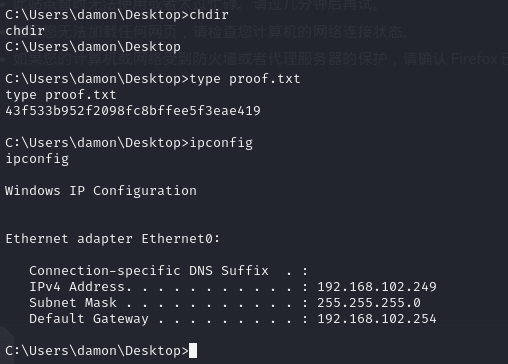 C:\Users\damon\Desktop>chdir
chdir
C:\Users\damon\Desktop
C:\Users\damon\Desktop>type proof.txt
type proof.txt
43f533b952f2098fc8bffee5f3eae419
C:\Users\damon\Desktop>ipconfig
ipconfig
Windows IP Configuration
Ethernet adapter Ethernet0:
Connection-specific DNS Suffix  . :
IPv4 Address. . . . . . . . . . . : 192.168.102.249
Subnet Mask . . . . . . . . . . . : 255.255.255.0
Default Gateway . . . . . . . . . : 192.168.102.254
C:\Users\damon\Desktop>